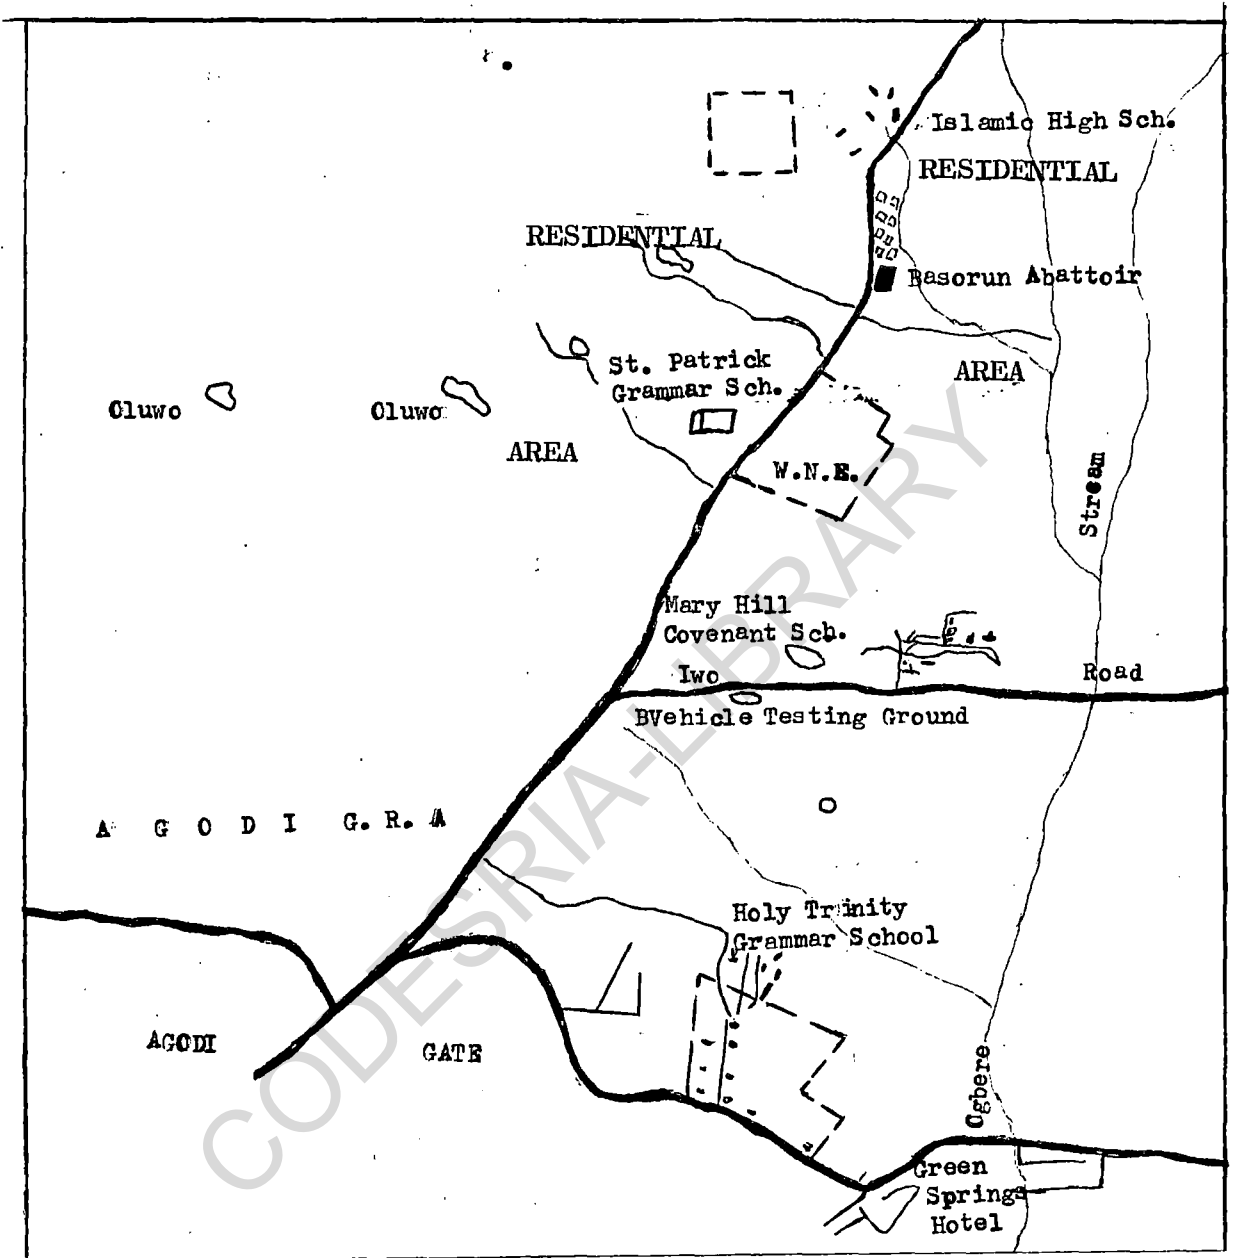 Islamic High Sch.
RESIDENTIAL
RESIDENTIAL
Basorun Abattoir
St. Patrick
Grammar Sch.
AREA
Oluwo
Oluwo
AREA
W.N.E.
Stream
Mary Hill
Covenant Sch.
Iwo Road
BVehicle Testing Ground
A G O D I G.R.A
Holy Trinity
Grammar School
AGODI GATE
Ogbere
Green
Springs
Hotel
CODESRIA-LIBRARY